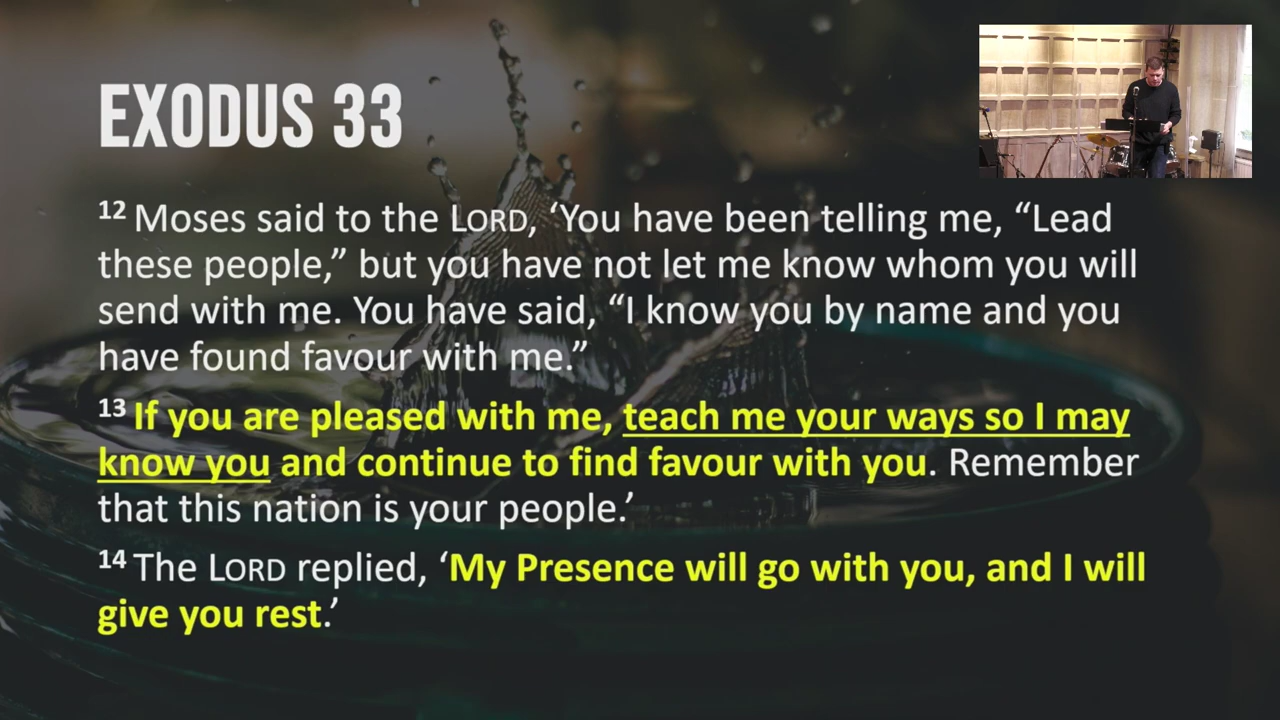 EXODUS 33
12 Moses said to the LORD, ‘You have been telling me, “Lead
these people,” but you have not let me know whom you will
send with me. You have said, “I know you by name and you
have found favour with me.”
13 If you are pleased with me, teach me your ways so I may
know you and continue to find favour with you. Remember
that this nation is your people.’
14 The LORD replied, ‘My Presence will go with you, and I will
give you rest.’